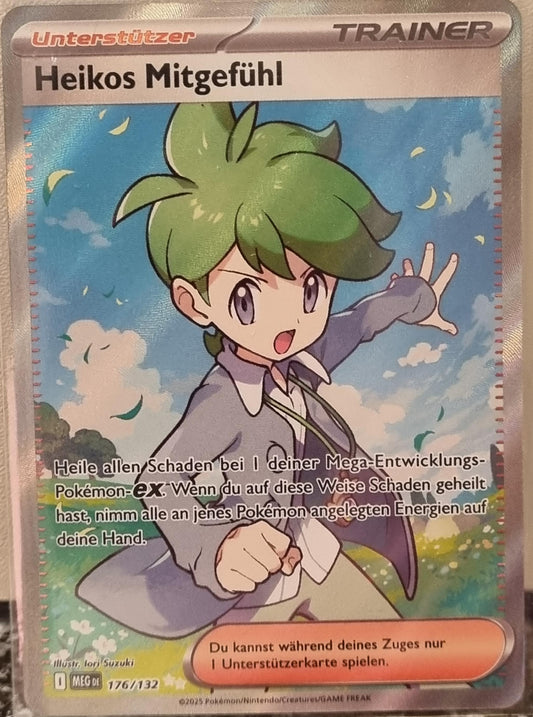 Unterstützer
TRAINER
Heikos Mitgefühl
Heile allen Schaden bei 1 deiner Mega-Entwicklungs-
Pokémon-ex. Wenn du auf diese Weise Schaden geheilt
hast, nimm alle an jenes Pokémon angelegten Energien auf
deine Hand.
Du kannst während deines Zuges nur
1 Unterstützerkarte spielen.
Illustr. Iori Suzuki
I MEG DE 176/132
©2025 Pokémon/Nintendo/Creatures/GAME FREAK